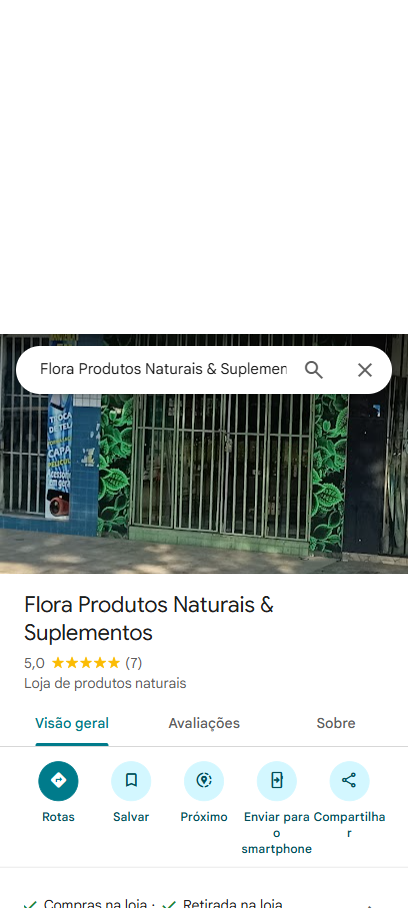 Flora Produtos Naturais & Suplemen
TROCA
DE TELA
CAPA
PELÍCULA
Acessórios
em geral
Flora Produtos Naturais &
Suplementos
5,0 (7)
Loja de produtos naturais
Visão geral
Avaliações
Sobre
Rotas
Salvar
Próximo
Enviar para
o
smartphone
Compartilha
r
Compras na loja · Retirada na loja